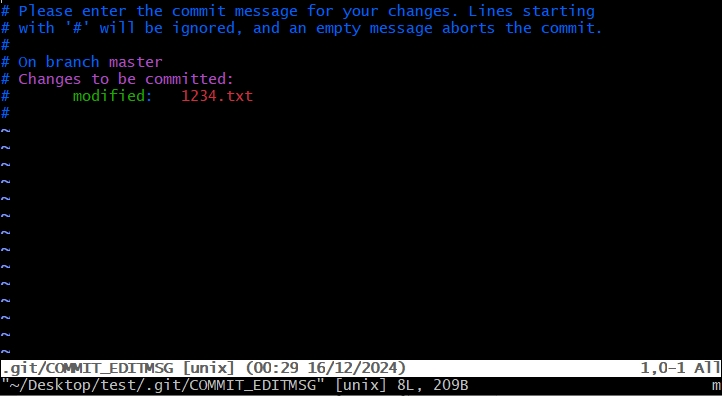 # Please enter the commit message for your changes. Lines starting
# with '#' will be ignored, and an empty message aborts the commit.
#
# On branch master
# Changes to be committed:
#       modified:   1234.txt
#
~
~
~
~
~
~
~
~
~
~
~
~
~
~
.git/COMMIT_EDITMSG [unix] (00:29 16/12/2024) 1,0-1 All
"~/Desktop/test/.git/COMMIT_EDITMSG" [unix] 8L, 209B m